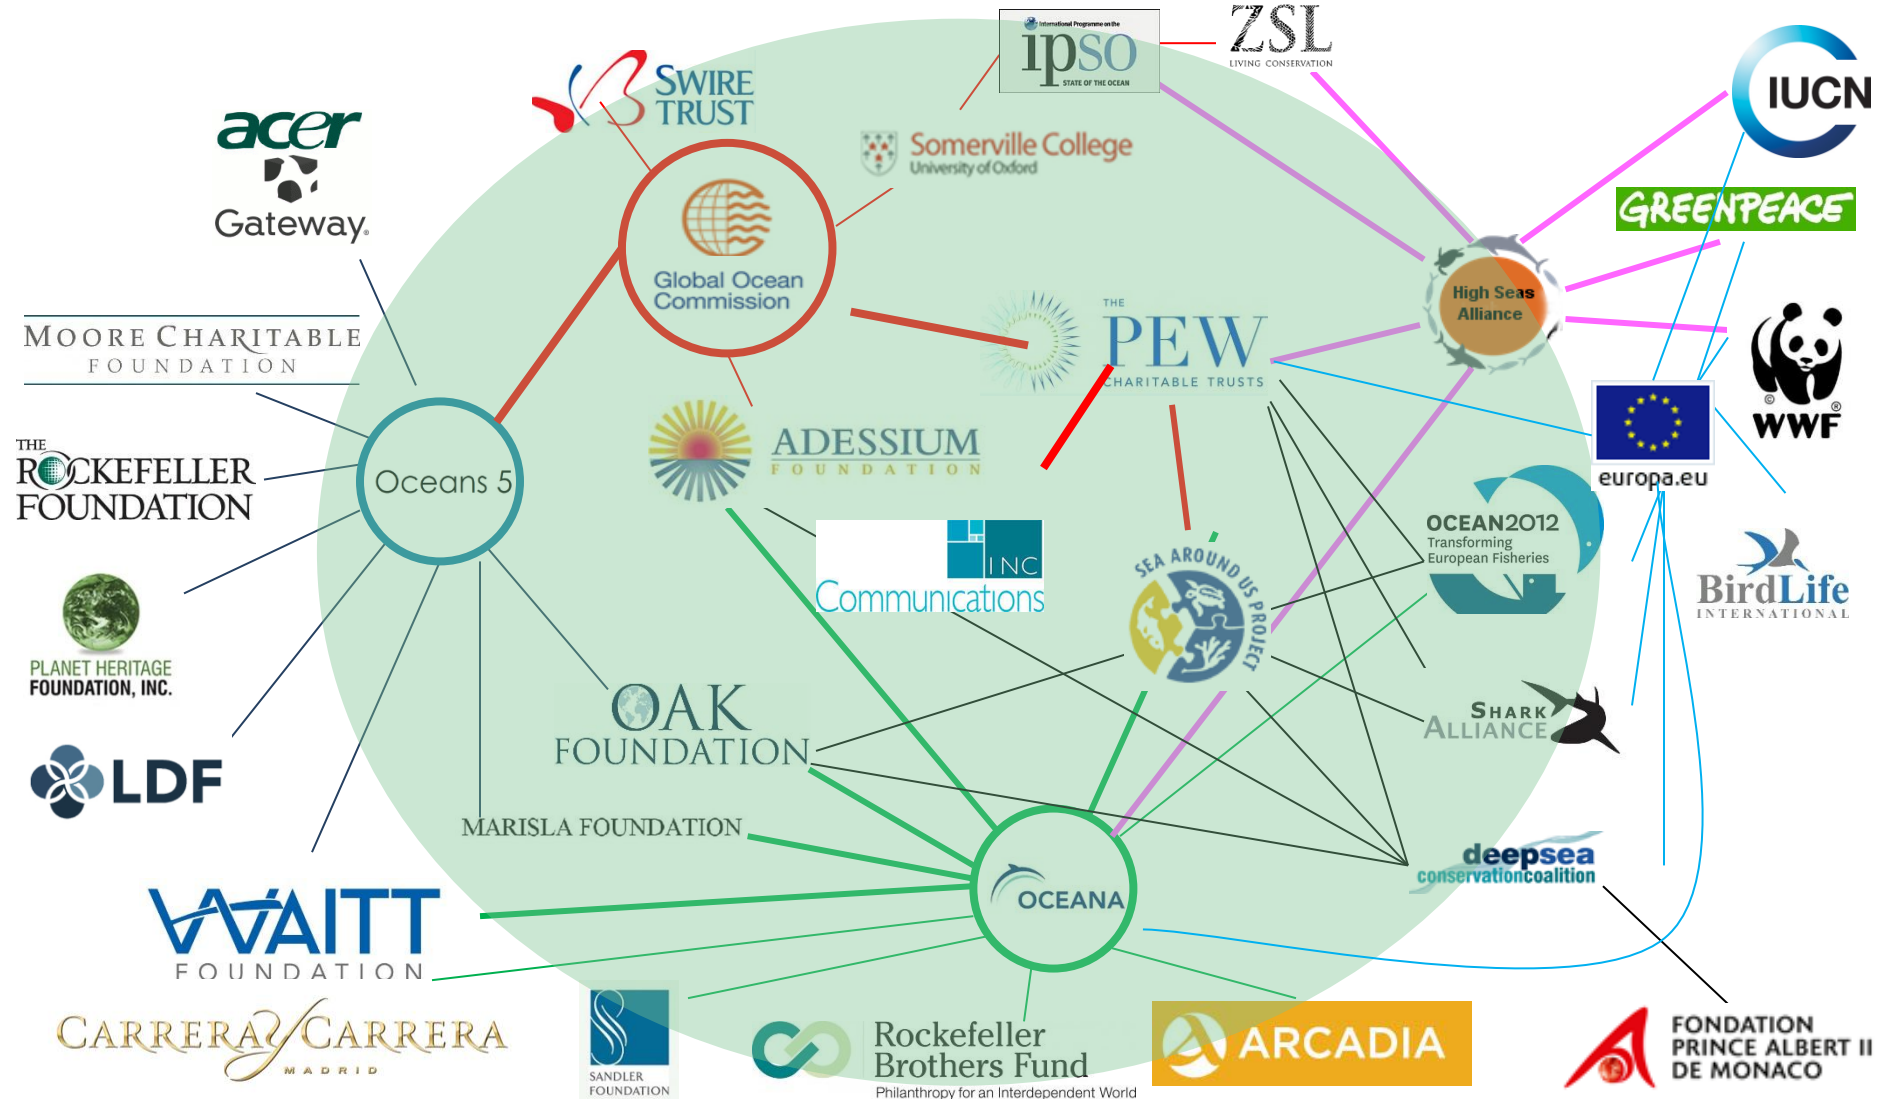 International Programme on the
ipso
STATE OF THE OCEAN
ZSL
LIVING CONSERVATION
IUCN
SWIRE
TRUST
acer
Gateway
Somerville College
University of Oxford
GREENPEACE
Global Ocean
Commission
High Seas
Alliance
THE
PEW
CHARITABLE TRUSTS
MOORE CHARITABLE
FOUNDATION
©
®
WWF
THE
ROCKEFELLER
FOUNDATION
Oceans 5
ADESSIUM
FOUNDATION
europa.eu
OCEAN2012
Transforming
European Fisheries
INC
Communications
SEA AROUND US PROJECT
BirdLife
INTERNATIONAL
PLANET HERITAGE
FOUNDATION, INC.
OAK
FOUNDATION
SHARK
ALLIANCE
LDF
MARISLA FOUNDATION
deepsea
conservationcoalition
OCEANA
WAITT
FOUNDATION
CARRERA Y CARRERA
MADRID
SANDLER
FOUNDATION
Rockefeller
Brothers Fund
Philanthropy for an Interdependent World
ARCADIA
FONDATION
PRINCE ALBERT II
DE MONACO